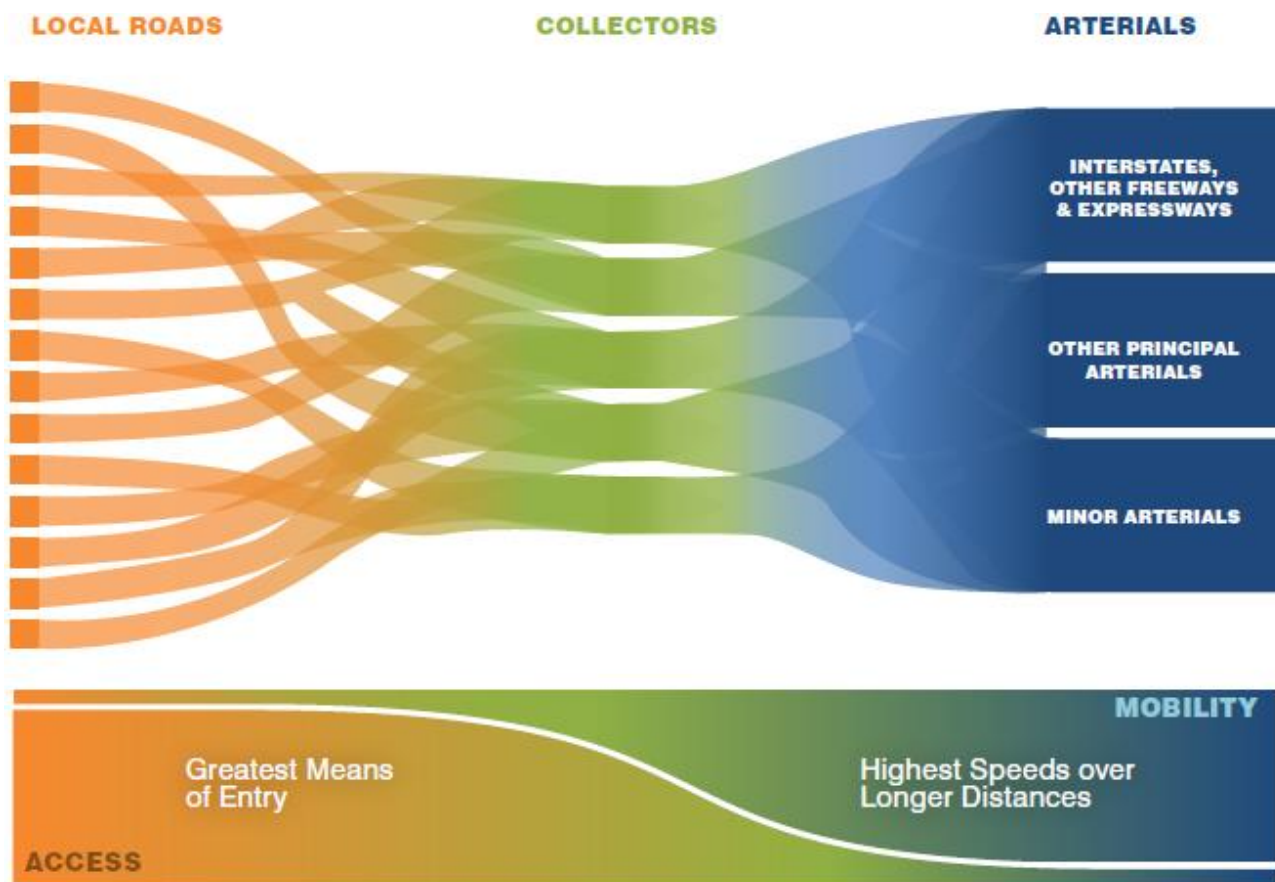 LOCAL ROADS
COLLECTORS
ARTERIALS
INTERSTATES,
OTHER FREEWAYS
& EXPRESSWAYS
OTHER PRINCIPAL
ARTERIALS
MINOR ARTERIALS
MOBILITY
Greatest Means
of Entry
Highest Speeds over
Longer Distances
ACCESS